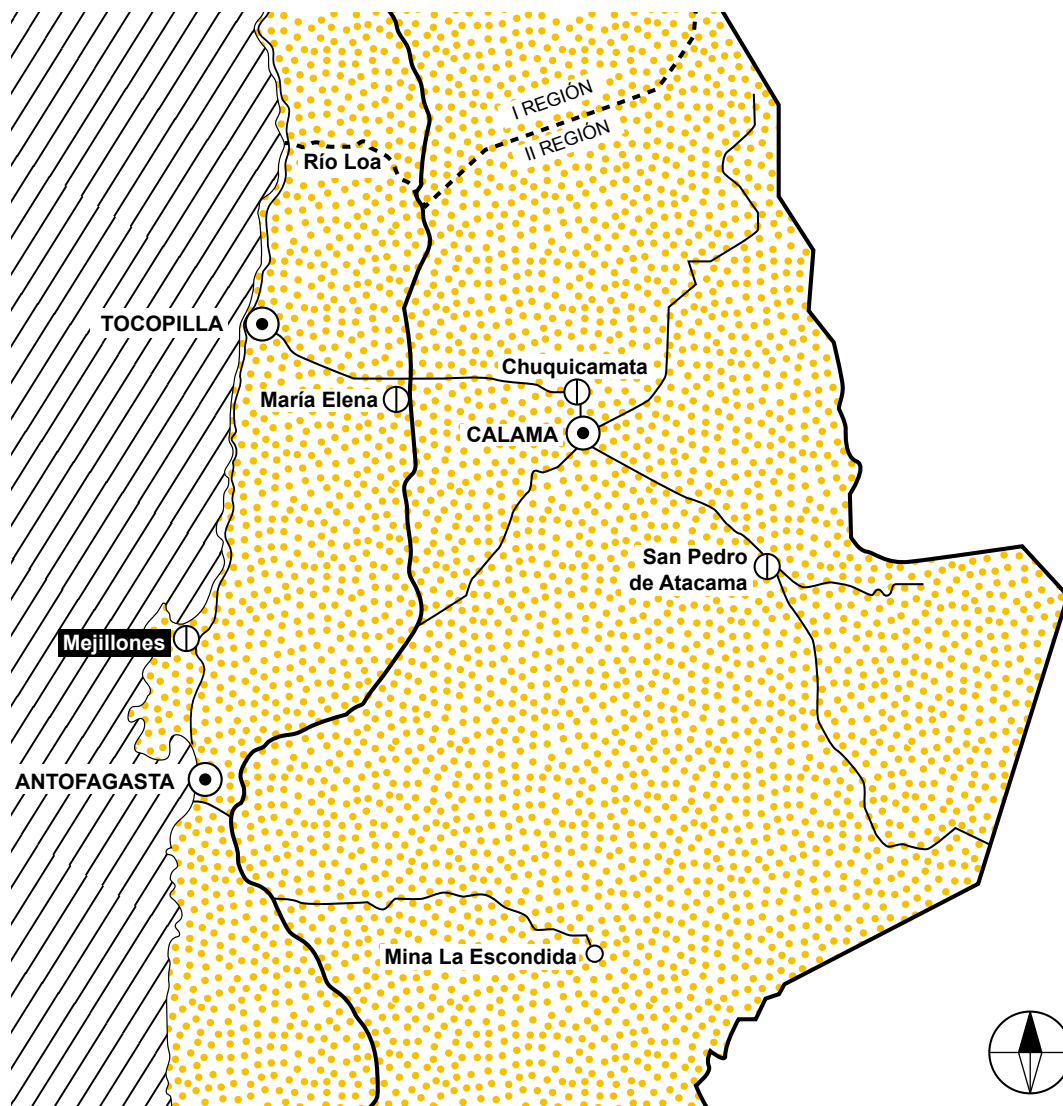 I REGIÓN
II REGIÓN
Río Loa
TOCOPILLA
Chuquicamata
María Elena
CALAMA
San Pedro
de Atacama
Mejillones
ANTOFAGASTA
Mina La Escondida